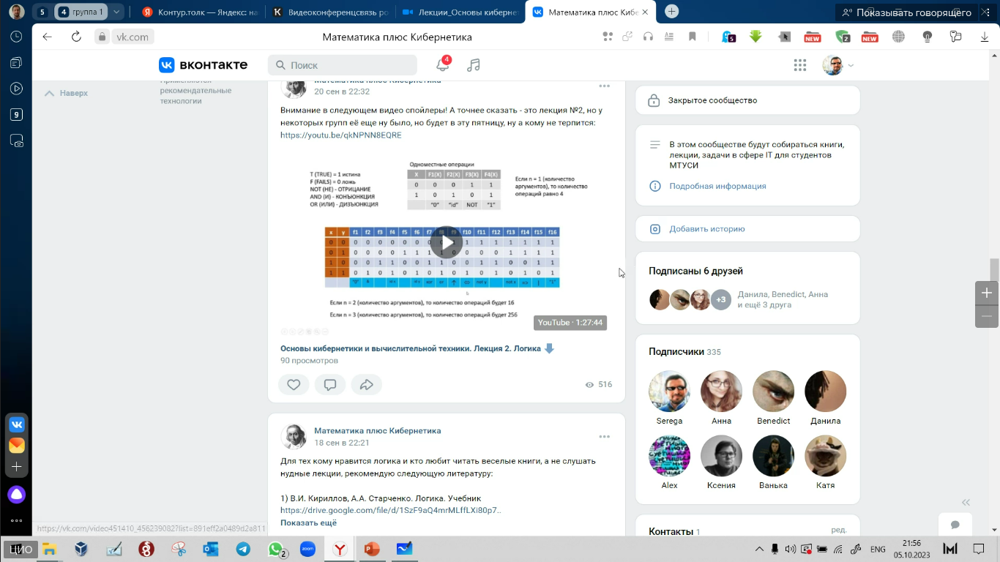 5
4 группа 1
Контур.толк — Яндекс: на
Видеоконференцсвязь ро
Лекции_Основы кибернет
Математика плюс Кибе
Показывать говорящего
vk.com
Математика плюс Кибернетика
5
NEW
2
NEW
9
вконтакте
Поиск
4
Наверх
Применяются
рекомендательные
технологии
Математика плюс Кибернетика
20 сен в 22:32
Внимание в следующем видео спойлеры! А точнее сказать - это лекция №2, но у
некоторых групп её еще ну было, но будет в эту пятницу, ну а кому не терпится:
https://youtu.be/qkNPNN8EQRE
T (TRUE) = 1 истина
F (FAILS) = 0 ложь
NOT (НЕ) - ОТРИЦАНИЕ
AND (И) - КОНЪЮНКЦИЯ
OR (ИЛИ) - ДИЗЪЮНКЦИЯ
Одноместные операции
X F1(X) F2(X) F3(X) F4(X)
0 0 0 1 1
1 0 1 0 1
"0" "id" NOT "1"
Если n = 1 (количество
аргументов), то количество
операций равно 4
x y f1 f2 f3 f4 f5 f6 f7 f8 f9 f10 f11 f12 f13 f14 f15 f16
0 0 0 0 0 0 0 0 0 1 1 1 1 1 1 1
0 1 0 0 0 0 1 1 1 0 0 0 1 1 1 1
1 0 0 0 1 1 0 0 1 0 0 1 1 0 0 1 1
1 1 0 1 0 1 0 1 0 1 0 1 0 1 0 1 0 1
"0" & id x id y xor or ↑ ⇔ not y not x => | "1"
Если n = 2 (количество аргументов), то количество операций будет 16
Если n = 3 (количество аргументов), то количество операций будет 256
YouTube · 1:27:44
Основы кибернетики и вычислительной техники. Лекция 2. Логика
90 просмотров
516
Математика плюс Кибернетика
18 сен в 22:21
Для тех кому нравится логика и кто любит читать веселые книги, а не слушать
нудные лекции, рекомендую следующую литературу:
1) В.И. Кириллов, А.А. Старченко. Логика. Учебник
https://drive.google.com/file/d/1SzF9aQ4mrMLffLXi80p7..
Показать ещё
Закрытое сообщество
В этом сообществе будут собираться книги,
лекции, задачи в сфере IT для студентов
МТУСИ
Подробная информация
Добавить историю
Подписаны 6 друзей
+3
Данила, Benedict, Анна
и ещё 3 друга
Подписчики 335
Serega Анна Benedict Данила
Alex Ксения Ванька Катя
Контакты 1
ред.
https://vk.com/video451410_456239082?list=891eff2a0489d2a811
ЦИО
2
zoom
ENG
21:56
05.10.2023